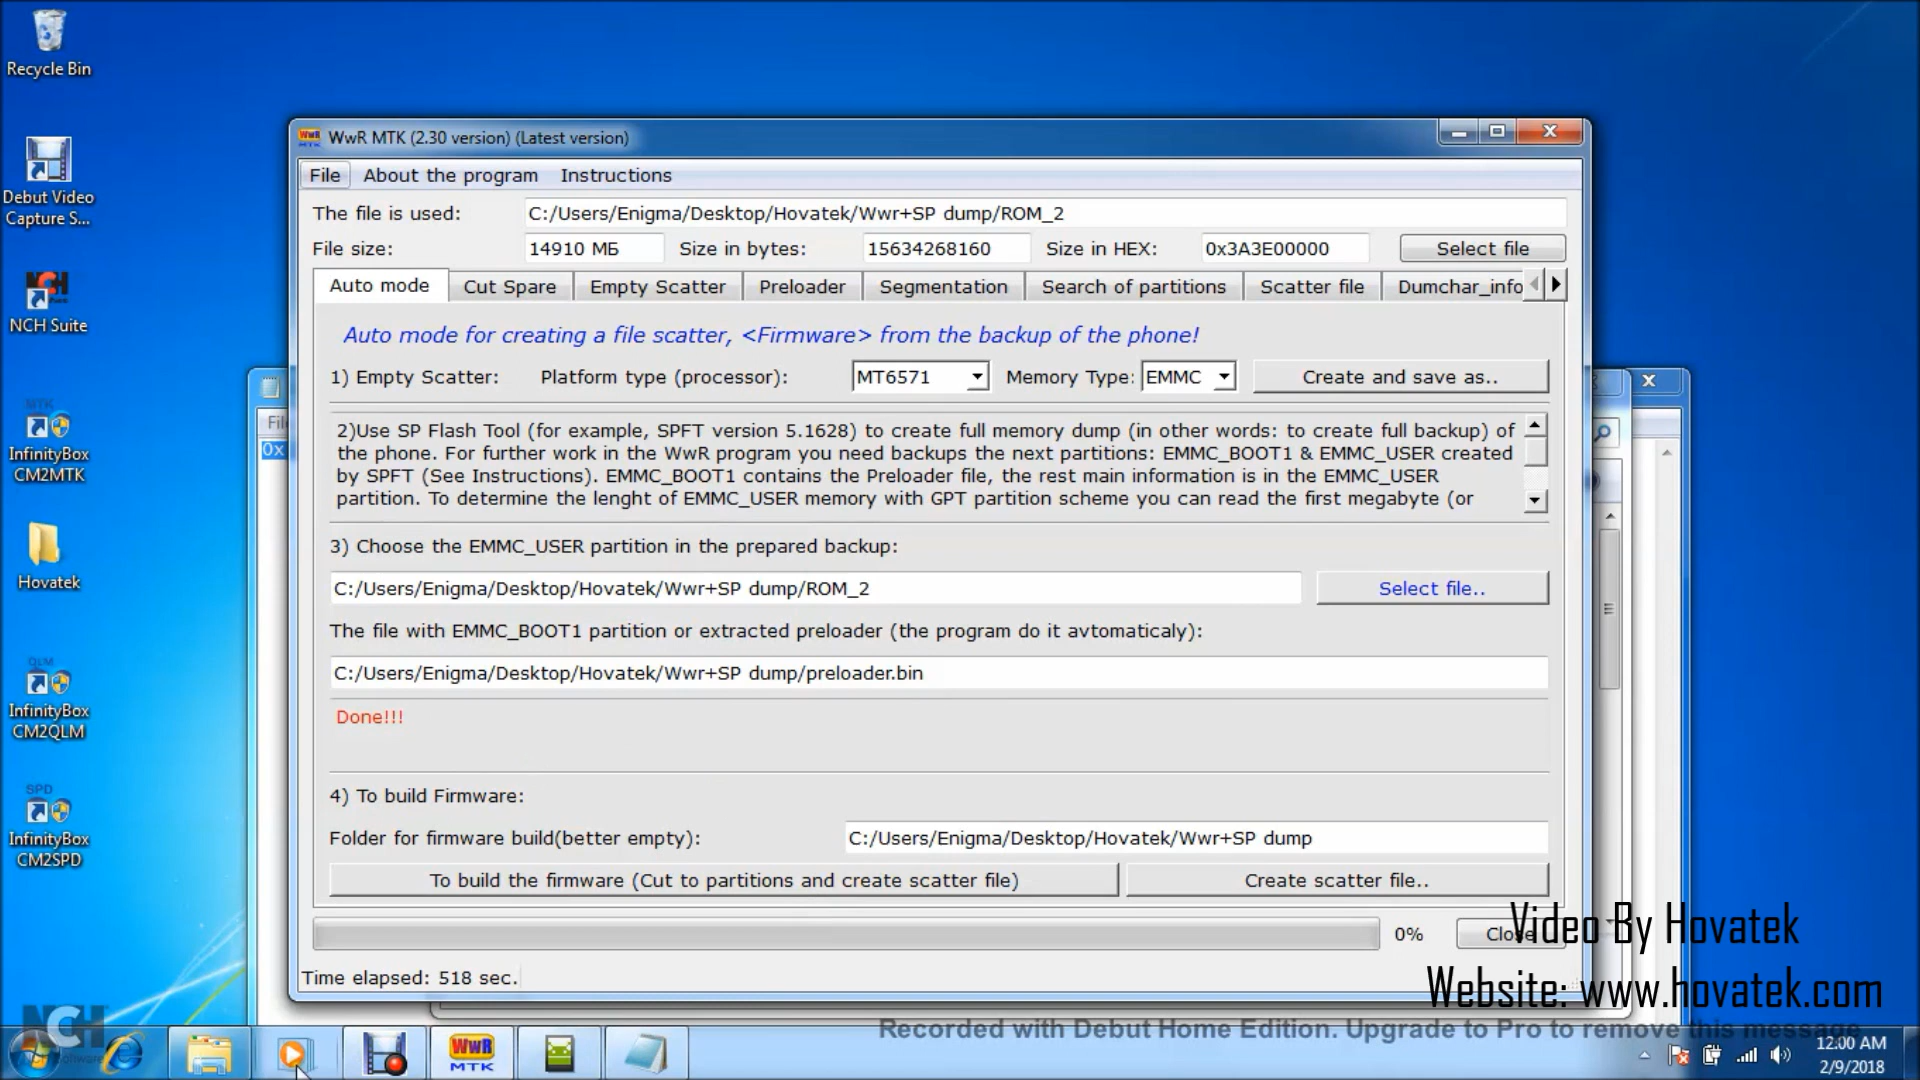 Recycle Bin
Debut Video
Capture S...
NCH Suite
MTK
InfinityBox
CM2MTK
Hovatek
QLM
InfinityBox
CM2QLM
SPD
InfinityBox
CM2SPD
WwR MTK (2.30 version) (Latest version)
File About the program Instructions
The file is used: C:/Users/Enigma/Desktop/Hovatek/Wwr+SP dump/ROM_2
File size: 14910 МБ Size in bytes: 15634268160 Size in HEX: 0x3A3E00000 Select file
Auto mode Cut Spare Empty Scatter Preloader Segmentation Search of partitions Scatter file Dumchar_info
Auto mode for creating a file scatter, <Firmware> from the backup of the phone!
1) Empty Scatter: Platform type (processor): MT6571 Memory Type: EMMC Create and save as..
2)Use SP Flash Tool (for example, SPFT version 5.1628) to create full memory dump (in other words: to create full backup) of
the phone. For further work in the WwR program you need backups the next partitions: EMMC_BOOT1 & EMMC_USER created
by SPFT (See Instructions). EMMC_BOOT1 contains the Preloader file, the rest main information is in the EMMC_USER
partition. To determine the lenght of EMMC_USER memory with GPT partition scheme you can read the first megabyte (or
3) Choose the EMMC_USER partition in the prepared backup:
C:/Users/Enigma/Desktop/Hovatek/Wwr+SP dump/ROM_2 Select file..
The file with EMMC_BOOT1 partition or extracted preloader (the program do it avtomaticaly):
C:/Users/Enigma/Desktop/Hovatek/Wwr+SP dump/preloader.bin
Done!!!
4) To build Firmware:
Folder for firmware build(better empty): C:/Users/Enigma/Desktop/Hovatek/Wwr+SP dump
To build the firmware (Cut to partitions and create scatter file) Create scatter file..
0% Close
Time elapsed: 518 sec.
Video By Hovatek
Website: www.hovatek.com
Recorded with Debut Home Edition. Upgrade to Pro to remove this message
NCH
WwR
MTK
12:00 AM
2/9/2018